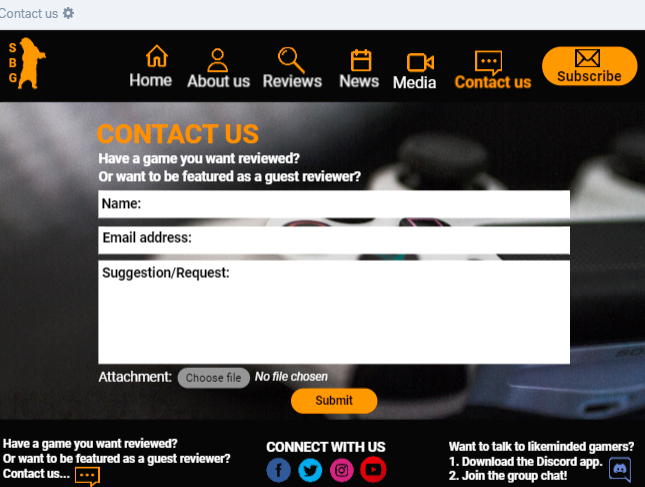 Contact us
S
B
G
Home About us Reviews News Media Contact us Subscribe
CONTACT US
Have a game you want reviewed?
Or want to be featured as a guest reviewer?
Name:
Email address:
Suggestion/Request:
Attachment: Choose file No file chosen
Submit
Have a game you want reviewed?
Or want to be featured as a guest reviewer?
Contact us...
CONNECT WITH US
Want to talk to likeminded gamers?
1. Download the Discord app.
2. Join the group chat!